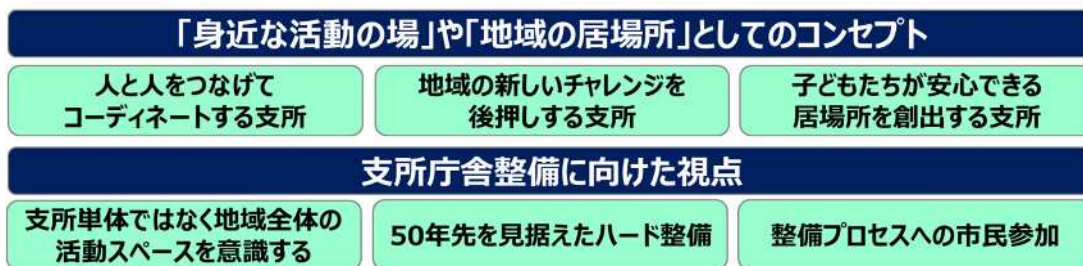 「身近な活動の場」や「地域の居場所」としてのコンセプト
人と人をつなげて
コーディネートする支所
地域の新しいチャレンジを
後押しする支所
子どもたちが安心できる
居場所を創出する支所
支所庁舎整備に向けた視点
支所単体ではなく地域全体の
活動スペースを意識する
50年先を見据えたハード整備
整備プロセスへの市民参加